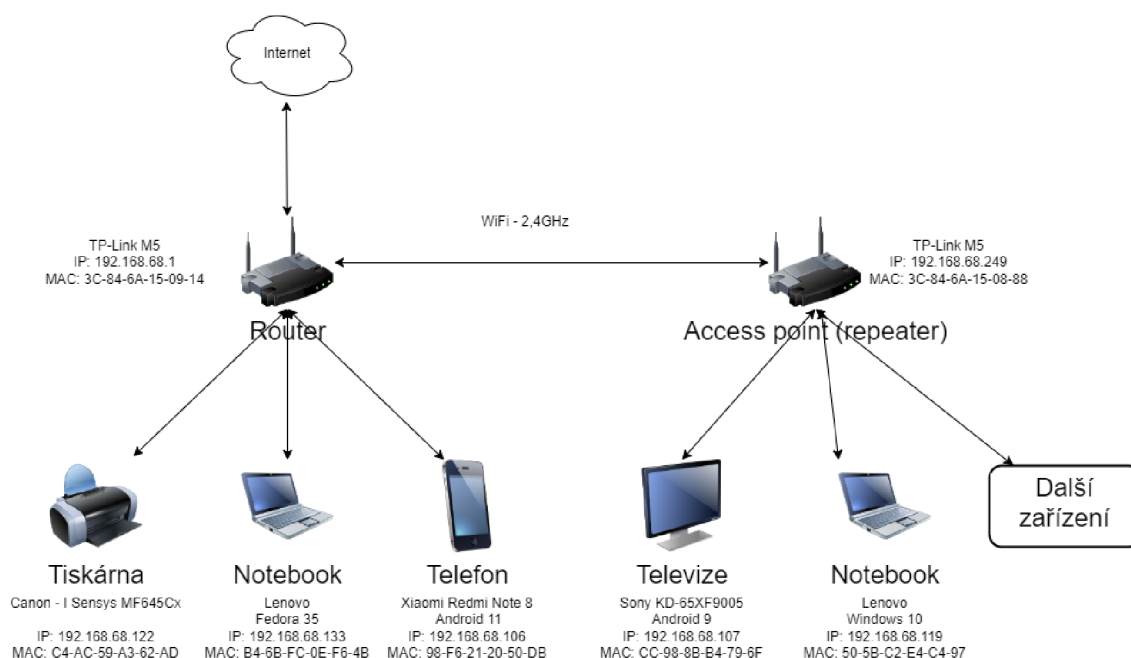 Internet
WiFi - 2,4GHz
TP-Link M5
IP: 192.168.68.1
MAC: 3C-84-6A-15-09-14
TP-Link M5
IP: 192.168.68.249
MAC: 3C-84-6A-15-08-88
Router
Access point (repeater)
Tiskárna
Canon - I Sensys MF645Cx
IP: 192.168.68.122
MAC: C4-AC-59-A3-62-AD
Notebook
Lenovo
Fedora 35
IP: 192.168.68.133
MAC: B4-6B-FC-0E-F6-4B
Telefon
Xiaomi Redmi Note 8
Android 11
IP: 192.168.68.106
MAC: 98-F6-21-20-50-DB
Televize
Sony KD-65XF9005
Android 9
IP: 192.168.68.107
MAC: CC-98-8B-B4-79-6F
Notebook
Lenovo
Windows 10
IP: 192.168.68.119
MAC: 50-5B-C2-E4-C4-97
Další
zařízení